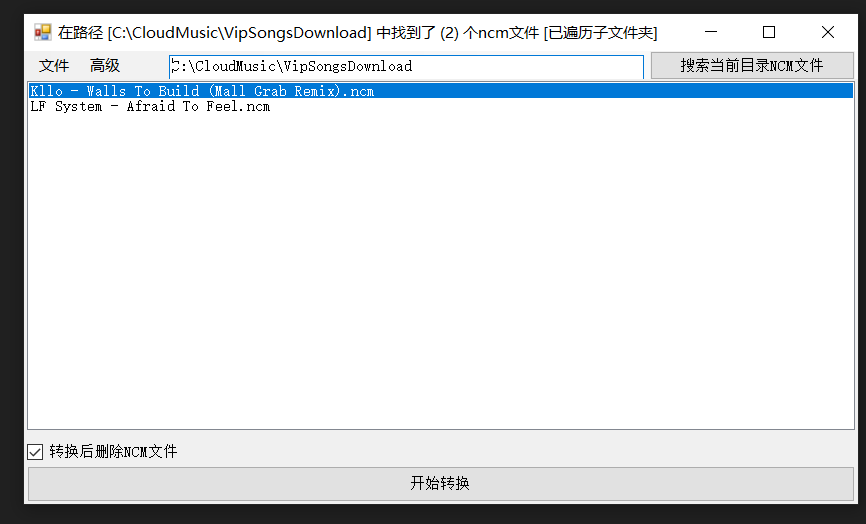 在路径 [C:\CloudMusic\VipSongsDownload] 中找到了 (2) 个ncm文件 [已遍历子文件夹]
文件 高级 C:\CloudMusic\VipSongsDownload 搜索当前目录NCM文件
Kllo - Walls To Build (Mall Grab Remix).ncm
LF System - Afraid To Feel.ncm
转换后删除NCM文件
开始转换